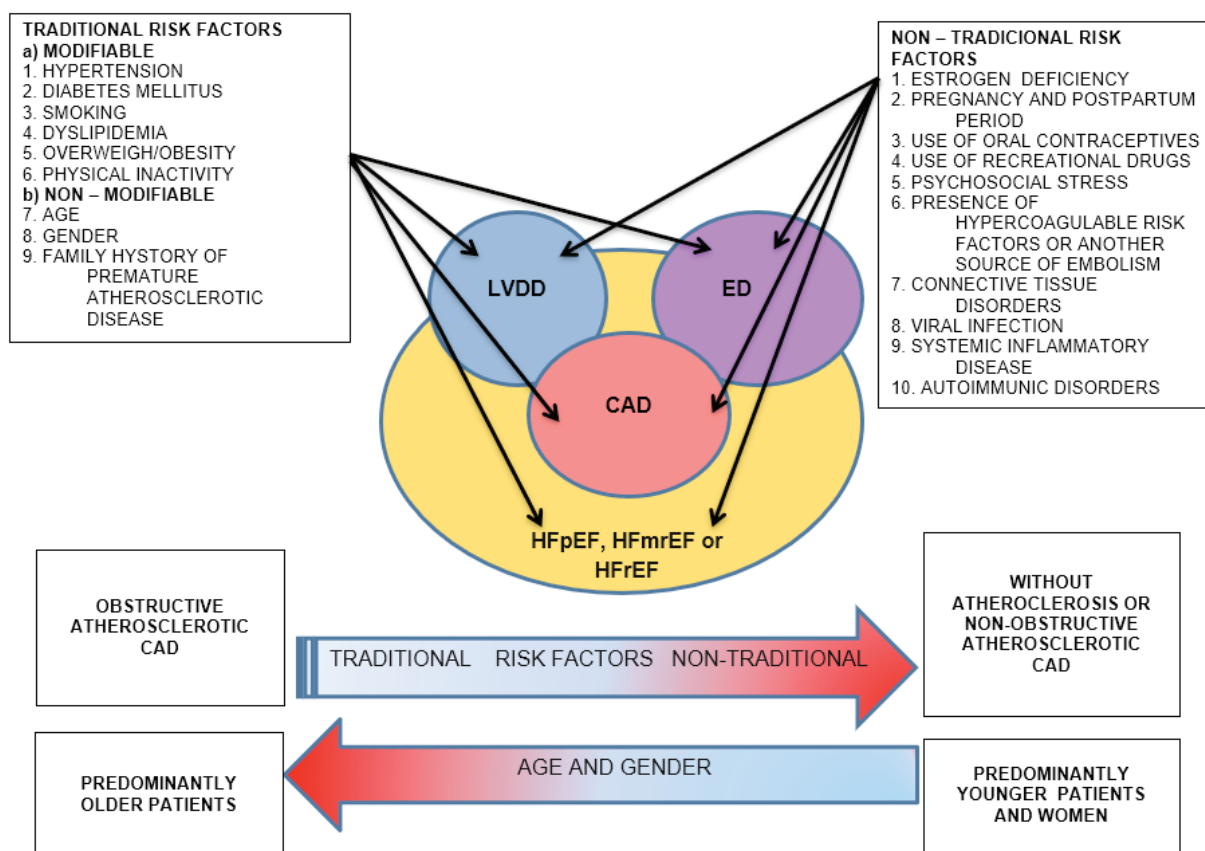 TRADITIONAL RISK FACTORS
a) MODIFIABLE
1. HYPERTENSION
2. DIABETES MELLITUS
3. SMOKING
4. DYSLIPIDEMIA
5. OVERWEIGH/OBESITY
6. PHYSICAL INACTIVITY
b) NON – MODIFIABLE
7. AGE
8. GENDER
9. FAMILY HYSTORY OF
PREMATURE
ATHEROSCLEROTIC
DISEASE
NON – TRADICIONAL RISK
FACTORS
1. ESTROGEN DEFICIENCY
2. PREGNANCY AND POSTPARTUM
PERIOD
3. USE OF ORAL CONTRACEPTIVES
4. USE OF RECREATIONAL DRUGS
5. PSYCHOSOCIAL STRESS
6. PRESENCE OF
HYPERCOAGULABLE RISK
FACTORS OR ANOTHER
SOURCE OF EMBOLISM
7. CONNECTIVE TISSUE
DISORDERS
8. VIRAL INFECTION
9. SYSTEMIC INFLAMMATORY
DISEASE
10. AUTOIMMUNIC DISORDERS
LVDD
ED
CAD
HFpEF, HFmrEF or
HFrEF
OBSTRUCTIVE
ATHEROSCLEROTIC
CAD
TRADITIONAL RISK FACTORS NON-TRADITIONAL
WITHOUT
ATHEROCLEROSIS OR
NON-OBSTRUCTIVE
ATHEROSCLEROTIC
CAD
PREDOMINANTLY
OLDER PATIENTS
AGE AND GENDER
PREDOMINANTLY
YOUNGER PATIENTS
AND WOMEN